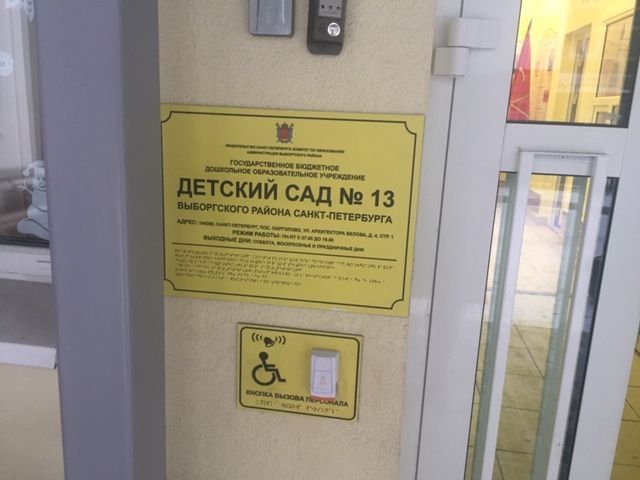 ПРАВИТЕЛЬСТВО САНКТ-ПЕТЕРБУРГА КОМИТЕТ ПО ОБРАЗОВАНИЮ
АДМИНИСТРАЦИЯ ВЫБОРГСКОГО РАЙОНА
ГОСУДАРСТВЕННОЕ БЮДЖЕТНОЕ
ДОШКОЛЬНОЕ ОБРАЗОВАТЕЛЬНОЕ УЧРЕЖДЕНИЕ
ДЕТСКИЙ САД № 13
ВЫБОРГСКОГО РАЙОНА САНКТ-ПЕТЕРБУРГА
АДРЕС: САНКТ-ПЕТЕРБУРГ, ПОС. ПАРГОЛОВО, УЛ. АРХИТЕКТОРА БЕЛОВА, Д. 4, СТР. 1
РЕЖИМ РАБОТЫ: ПН-ПТ С 07.00 ДО 19.00
ВЫХОДНЫЕ ДНИ: СУББОТА, ВОСКРЕСЕНЬЕ И ПРАЗДНИЧНЫЕ ДНИ
КНОПКА ВЫЗОВА ПЕРСОНАЛА